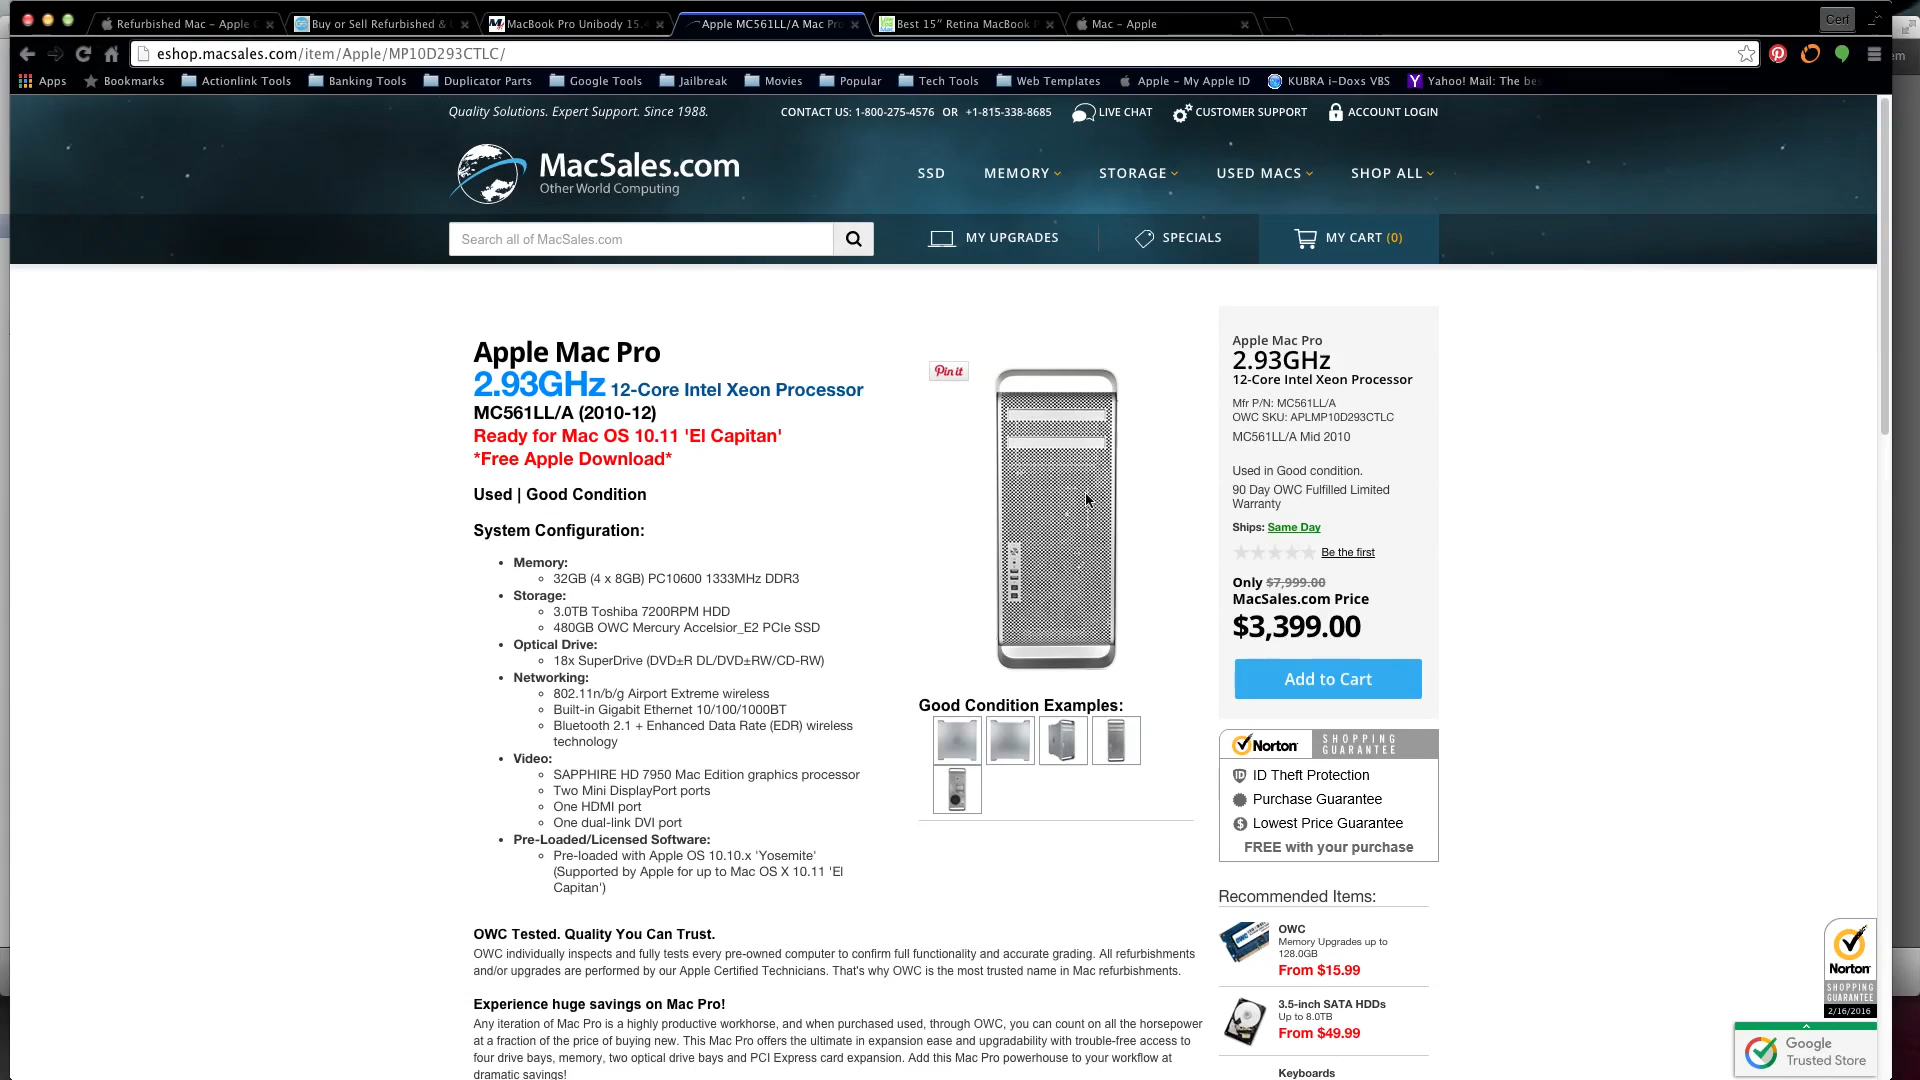 Refurbished Mac - Apple
Buy or Sell Refurbished &
MacBook Pro Unibody 15.
Apple MC561LL/A Mac Pro
Best 15" Retina MacBook P
Mac - Apple
Cerf
eshop.macsales.com/item/Apple/MP10D293CTLC/
Apps
Bookmarks
Actionlink Tools
Banking Tools
Duplicator Parts
Google Tools
Jailbreak
Movies
Popular
Tech Tools
Web Templates
Apple - My Apple ID
KUBRA i-Doxs VBS
Yahoo! Mail: The be
Quality Solutions. Expert Support. Since 1988.
CONTACT US: 1-800-275-4576 OR +1-815-338-8685
LIVE CHAT
CUSTOMER SUPPORT
ACCOUNT LOGIN
MacSales.com
Other World Computing
SSD
MEMORY
STORAGE
USED MACS
SHOP ALL
Search all of MacSales.com
MY UPGRADES
SPECIALS
MY CART (0)
Apple Mac Pro
2.93GHz 12-Core Intel Xeon Processor
MC561LL/A (2010-12)
Ready for Mac OS 10.11 'El Capitan'
*Free Apple Download*
Used | Good Condition
System Configuration:
Memory:
32GB (4 x 8GB) PC10600 1333MHz DDR3
Storage:
3.0TB Toshiba 7200RPM HDD
480GB OWC Mercury Accelsior_E2 PCIe SSD
Optical Drive:
18x SuperDrive (DVD±R DL/DVD±RW/CD-RW)
Networking:
802.11n/b/g Airport Extreme wireless
Built-in Gigabit Ethernet 10/100/1000BT
Bluetooth 2.1 + Enhanced Data Rate (EDR) wireless
technology
Video:
SAPPHIRE HD 7950 Mac Edition graphics processor
Two Mini DisplayPort ports
One HDMI port
One dual-link DVI port
Pre-Loaded/Licensed Software:
Pre-loaded with Apple OS 10.10.x 'Yosemite'
(Supported by Apple for up to Mac OS X 10.11 'El
Capitan')
Pin it
Good Condition Examples:
OWC Tested. Quality You Can Trust.
OWC individually inspects and fully tests every pre-owned computer to confirm full functionality and accurate grading. All refurbishments
and/or upgrades are performed by our Apple Certified Technicians. That's why OWC is the most trusted name in Mac refurbishments.
Experience huge savings on Mac Pro!
Any iteration of Mac Pro is a highly productive workhorse, and when purchased used, through OWC, you can count on all the horsepower
at a fraction of the price of buying new. This Mac Pro offers the ultimate in expansion ease and upgradability with trouble-free access to
four drive bays, memory, two optical drive bays and PCI Express card expansion. Add this Mac Pro powerhouse to your workflow at
dramatic savings!
Apple Mac Pro
2.93GHz
12-Core Intel Xeon Processor
Mfr P/N: MC561LL/A
OWC SKU: APLMP10D293CTLC
MC561LL/A Mid 2010
Used in Good condition.
90 Day OWC Fulfilled Limited
Warranty
Ships: Same Day
Be the first
Only $7,999.00
MacSales.com Price
$3,399.00
Add to Cart
Norton
SHOPPING
GUARANTEE
ID Theft Protection
Purchase Guarantee
Lowest Price Guarantee
FREE with your purchase
Recommended Items:
OWC
Memory Upgrades up to
128.0GB
From $15.99
3.5-inch SATA HDDs
Up to 8.0TB
From $49.99
Keyboards
Norton
SHOPPING
GUARANTEE
2/16/2016
Google
Trusted Store